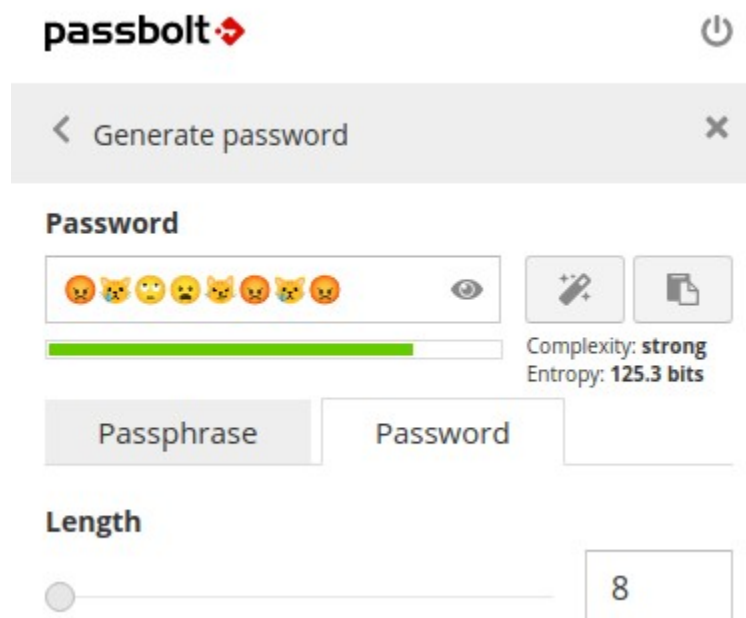 passbolt
Generate password
Password
😡😿🙄😦😼😡😿😡
Complexity: strong
Entropy: 125.3 bits
Passphrase
Password
Length
8